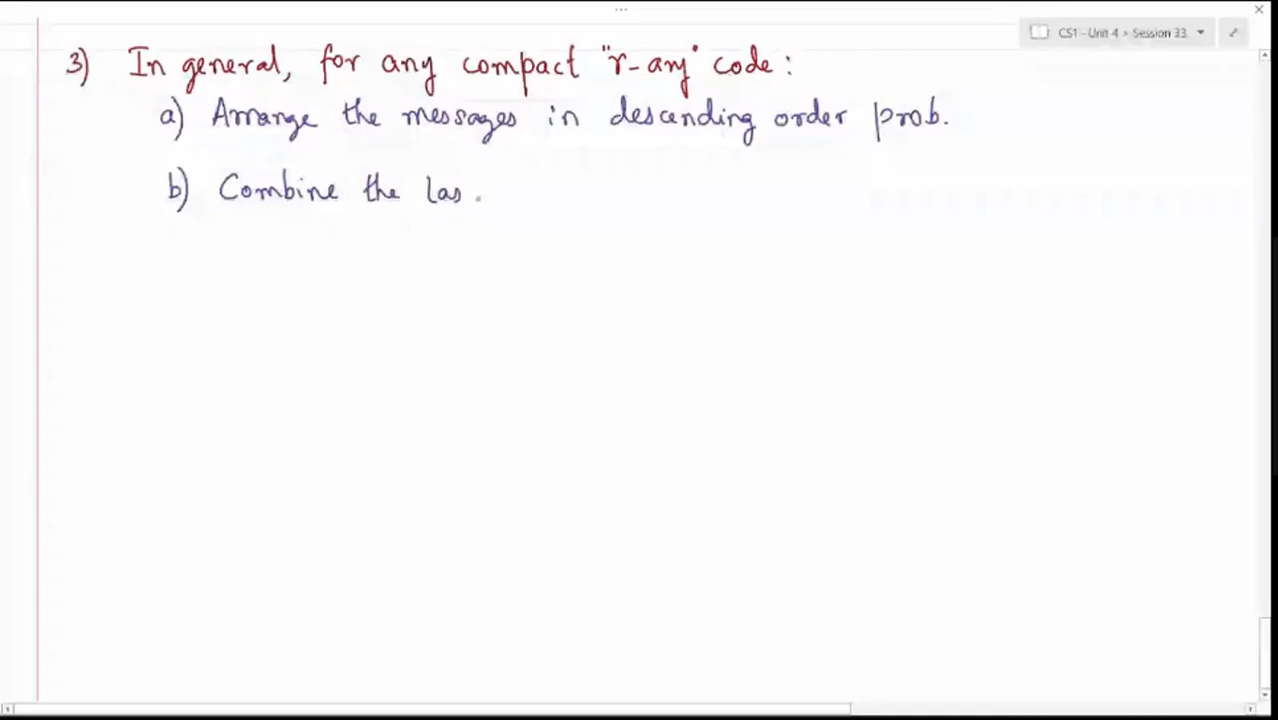 CS1 - Unit 4 > Session 33
3) In general, for any compact "r-ary" code :
a) Arrange the messages in descending order prob.
b) Combine the las